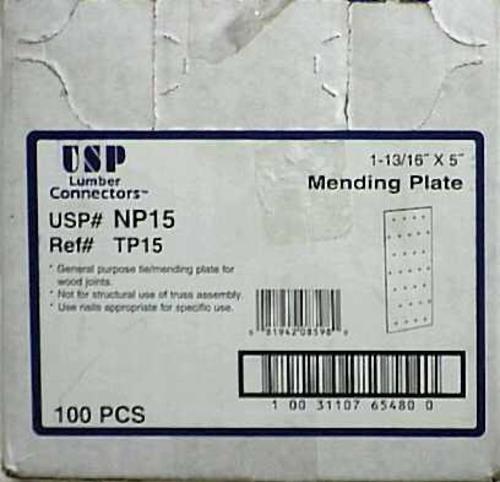 USP
Lumber
Connectors™
1-13/16" X 5"
Mending Plate
USP# NP15
Ref# TP15
* General purpose tie/mending plate for
wood joints.
* Not for structural use of truss assembly.
* Use nails appropriate for specific use.
100 PCS
1 00 31107 65480 0